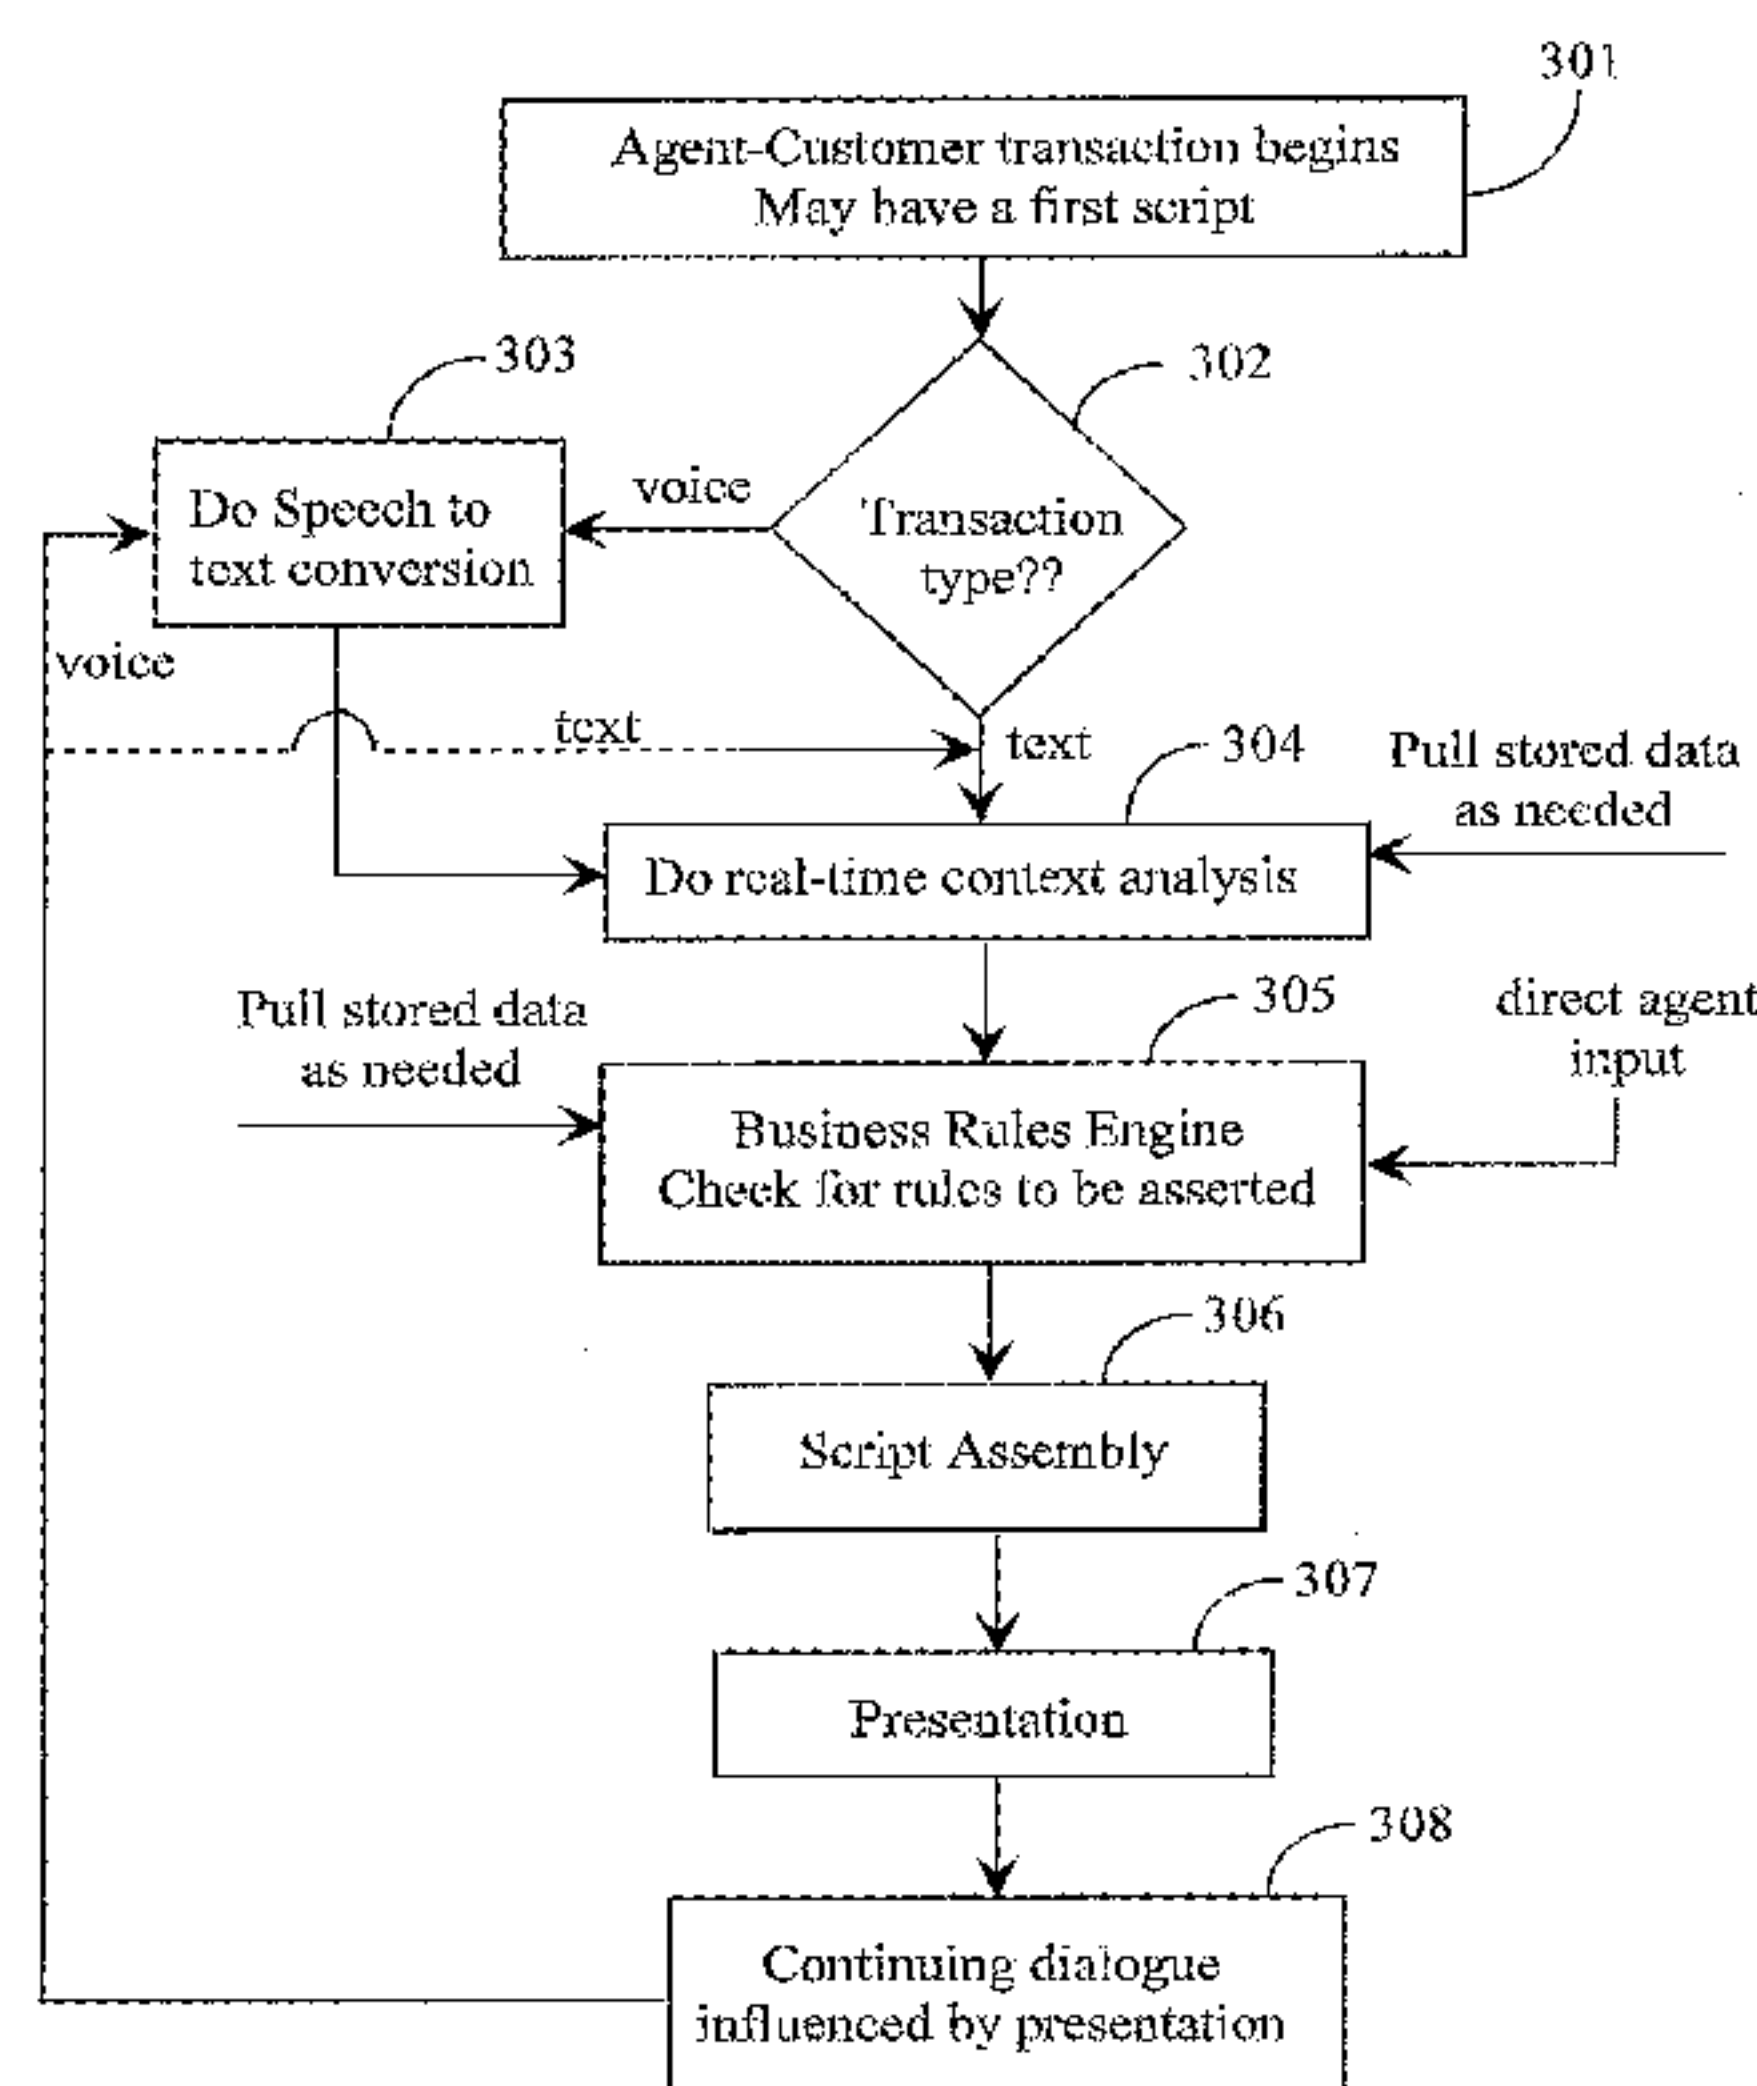 301
Agent-Customer transaction begins
May have a first script
303
302
voice
Do Speech to
text conversion
Transaction
type??
voice
text
text
304
Pull stored data
as needed
Do real-time context analysis
Pull stored data
as needed
305
direct agent
input
Business Rules Engine
Check for rules to be asserted
306
Script Assembly
307
Presentation
308
Continuing dialogue
influenced by presentation